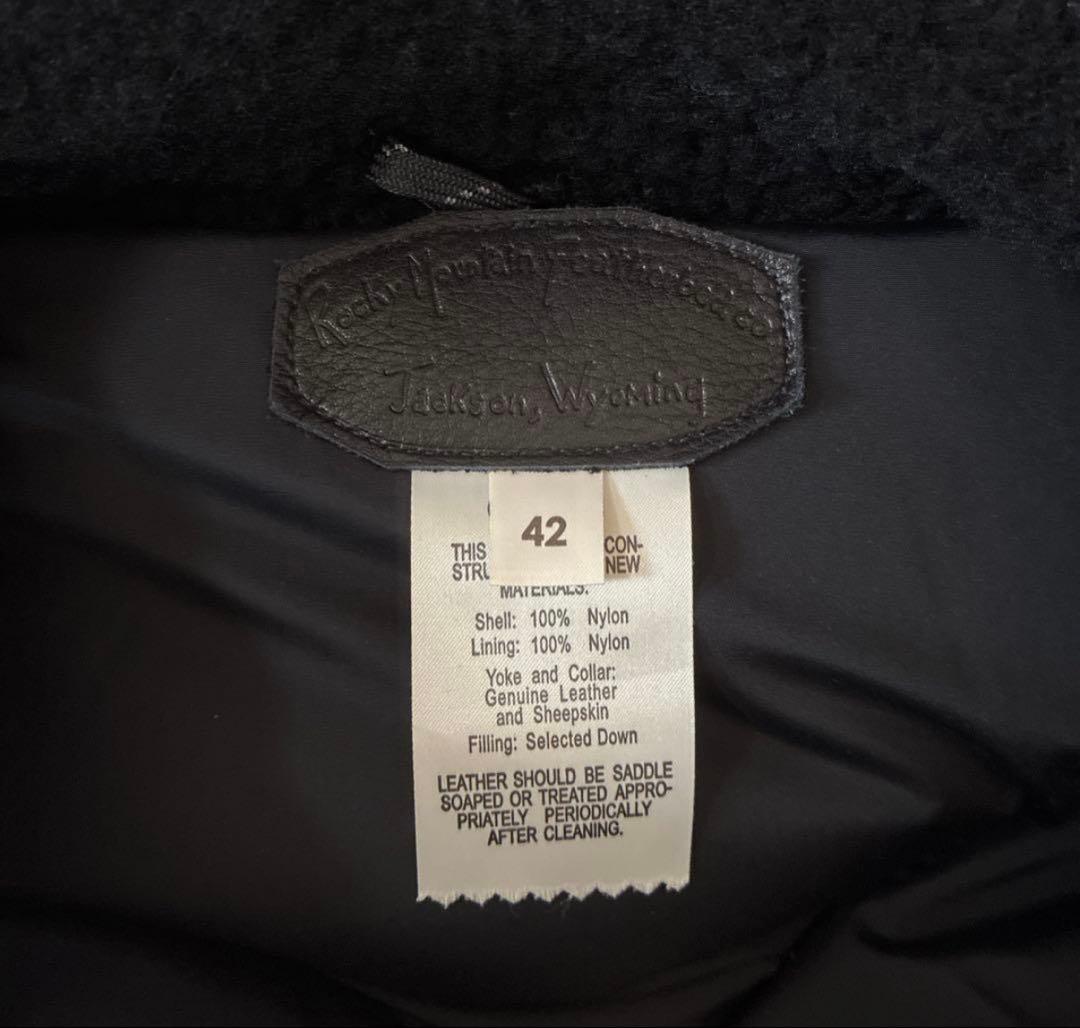 Rocky Mountain Featherbed co
Jackson, Wyoming
42
THIS CON-
STRU NEW
MATERIALS:
Shell: 100% Nylon
Lining: 100% Nylon
Yoke and Collar:
Genuine Leather
and Sheepskin
Filling: Selected Down
LEATHER SHOULD BE SADDLE
SOAPED OR TREATED APPRO-
PRIATELY PERIODICALLY
AFTER CLEANING.